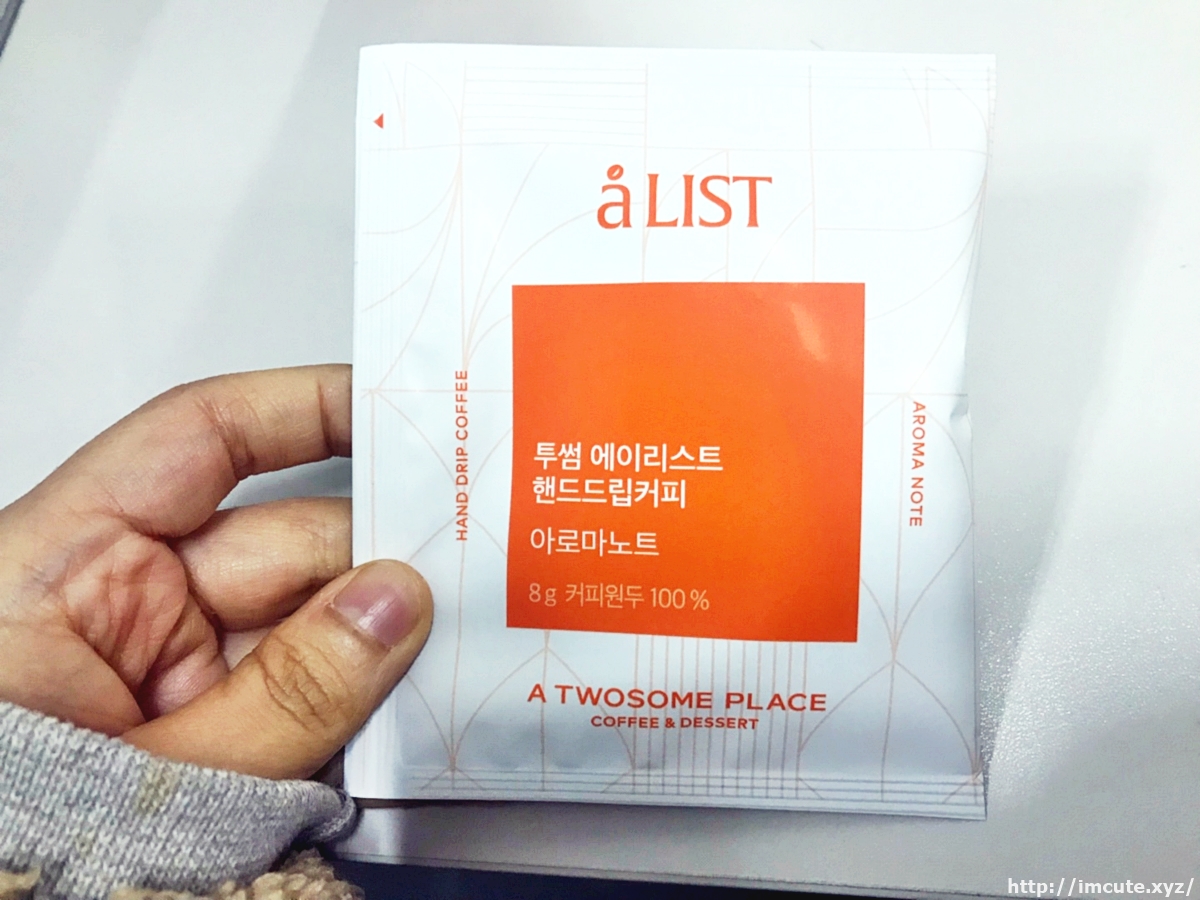 åLIST
HAND DRIP COFFEE
투썸 에이리스트
핸드드립커피
아로마노트
8g 커피원두 100%
AROMA NOTE
A TWOSOME PLACE
COFFEE & DESSERT
http://imcute.xyz/